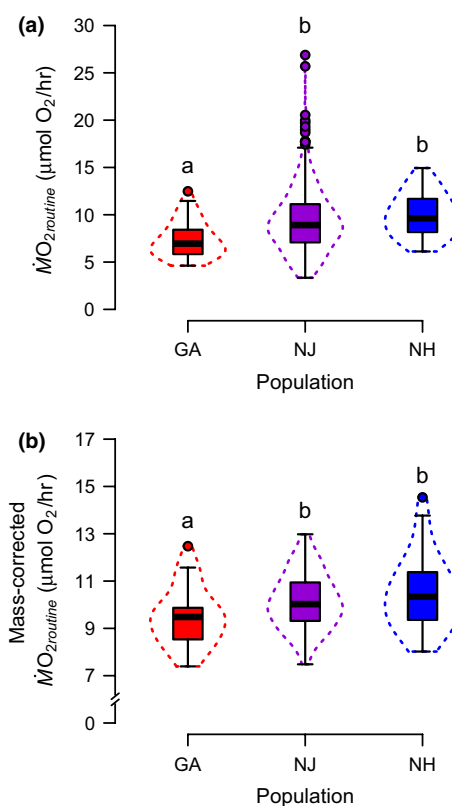 (a)
30
25
20
15
10
5
0
ṀO2routine (μmol O2/hr)
a
b
b
GA
NJ
NH
Population
(b)
17
15
13
11
9
7
0
Mass-corrected
ṀO2routine (μmol O2/hr)
a
b
b
GA
NJ
NH
Population